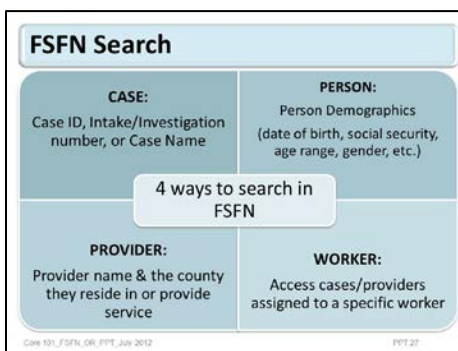 FSFN Search
CASE:
Case ID, Intake/Investigation
number, or Case Name
PERSON:
Person Demographics
(date of birth, social security,
age range, gender, etc.)
4 ways to search in
FSFN
PROVIDER:
Provider name & the county
they reside in or provide
service
WORKER:
Access cases/providers
assigned to a specific worker
Core 101_FSFN_OR_PPT_July 2012
PPT 27